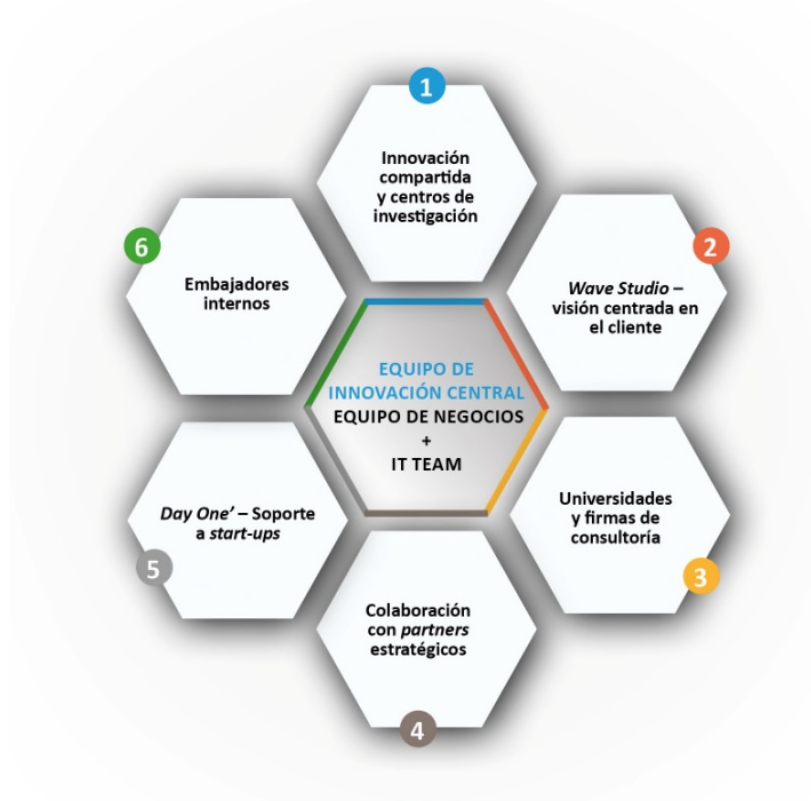 1
Innovación
compartida
y centros de
investigación
2
Wave Studio –
visión centrada en
el cliente
3
Universidades
y firmas de
consultoría
4
Colaboración
con partners
estratégicos
5
Day One’ – Soporte
a start-ups
6
Embajadores
internos
EQUIPO DE
INNOVACIÓN CENTRAL
EQUIPO DE NEGOCIOS
+
IT TEAM